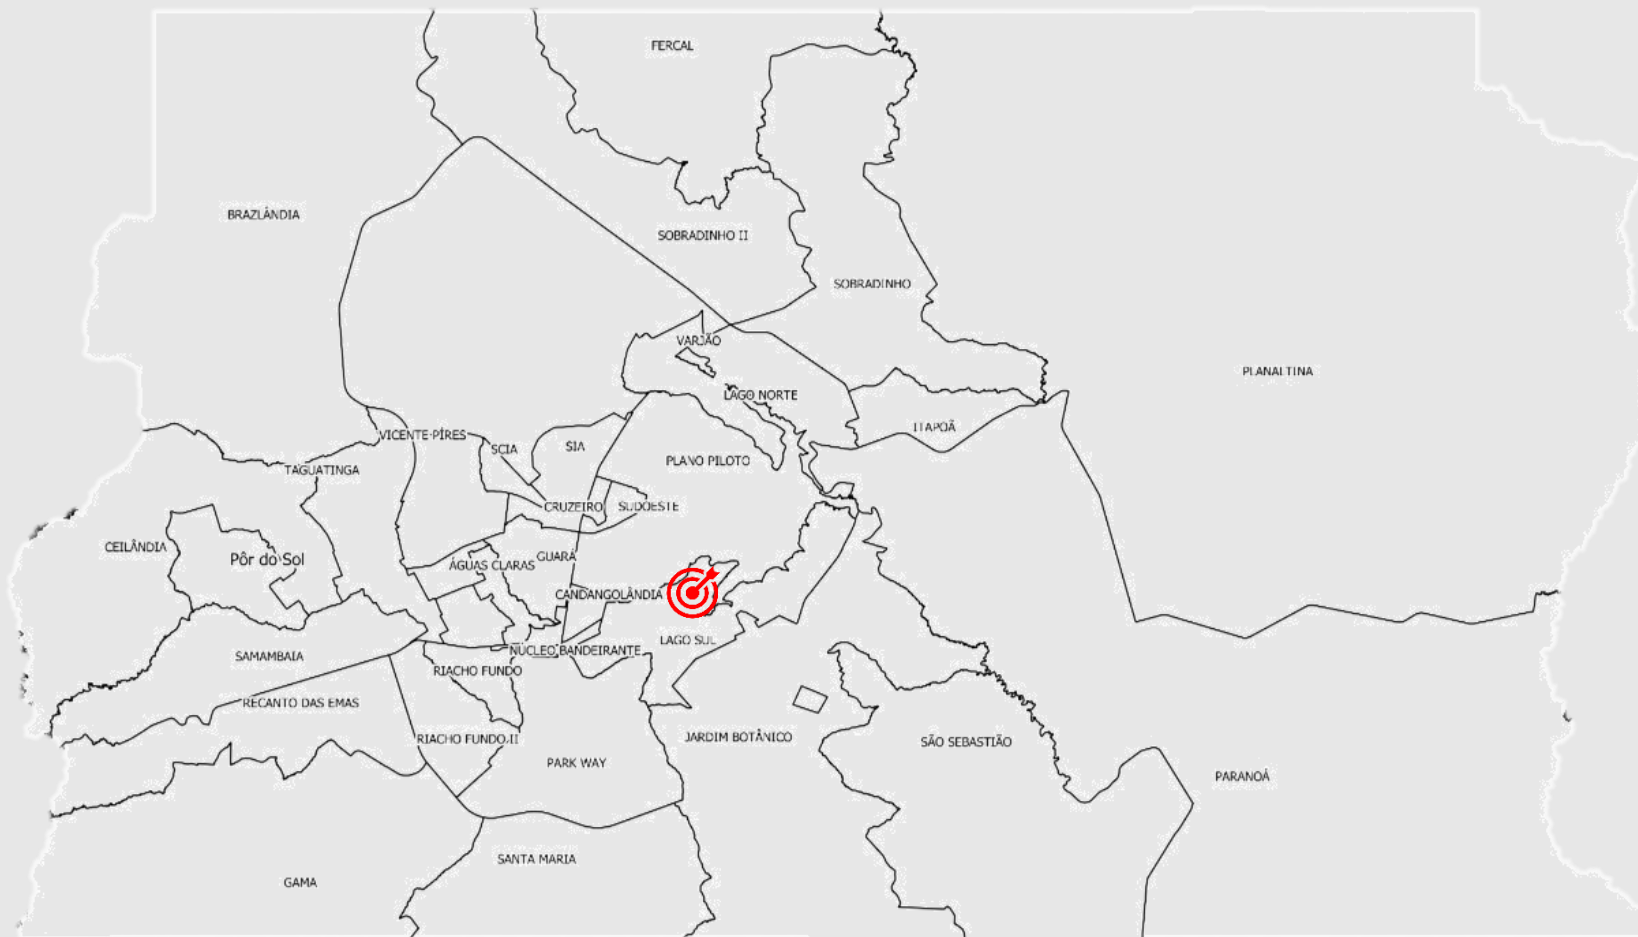 FERCAL
BRAZLÂNDIA
SOBRADINHO II
SOBRADINHO
VARJÃO
PLANALTINA
LAGO NORTE
ITAPOÃ
VICENTE PIRES
SCIA
SIA
PLANO PILOTO
TAGUATINGA
CRUZEIRO
SUDOESTE
CEILÂNDIA
Pôr do Sol
ÁGUAS CLARAS
GUARÁ
CANDANGOLÂNDIA
LAGO SUL
NÚCLEO BANDEIRANTE
SAMAMBAIA
RIACHO FUNDO
RECANTO DAS EMAS
RIACHO FUNDO II
JARDIM BOTÂNICO
SÃO SEBASTIÃO
PARK WAY
PARANOÁ
SANTA MARIA
GAMA